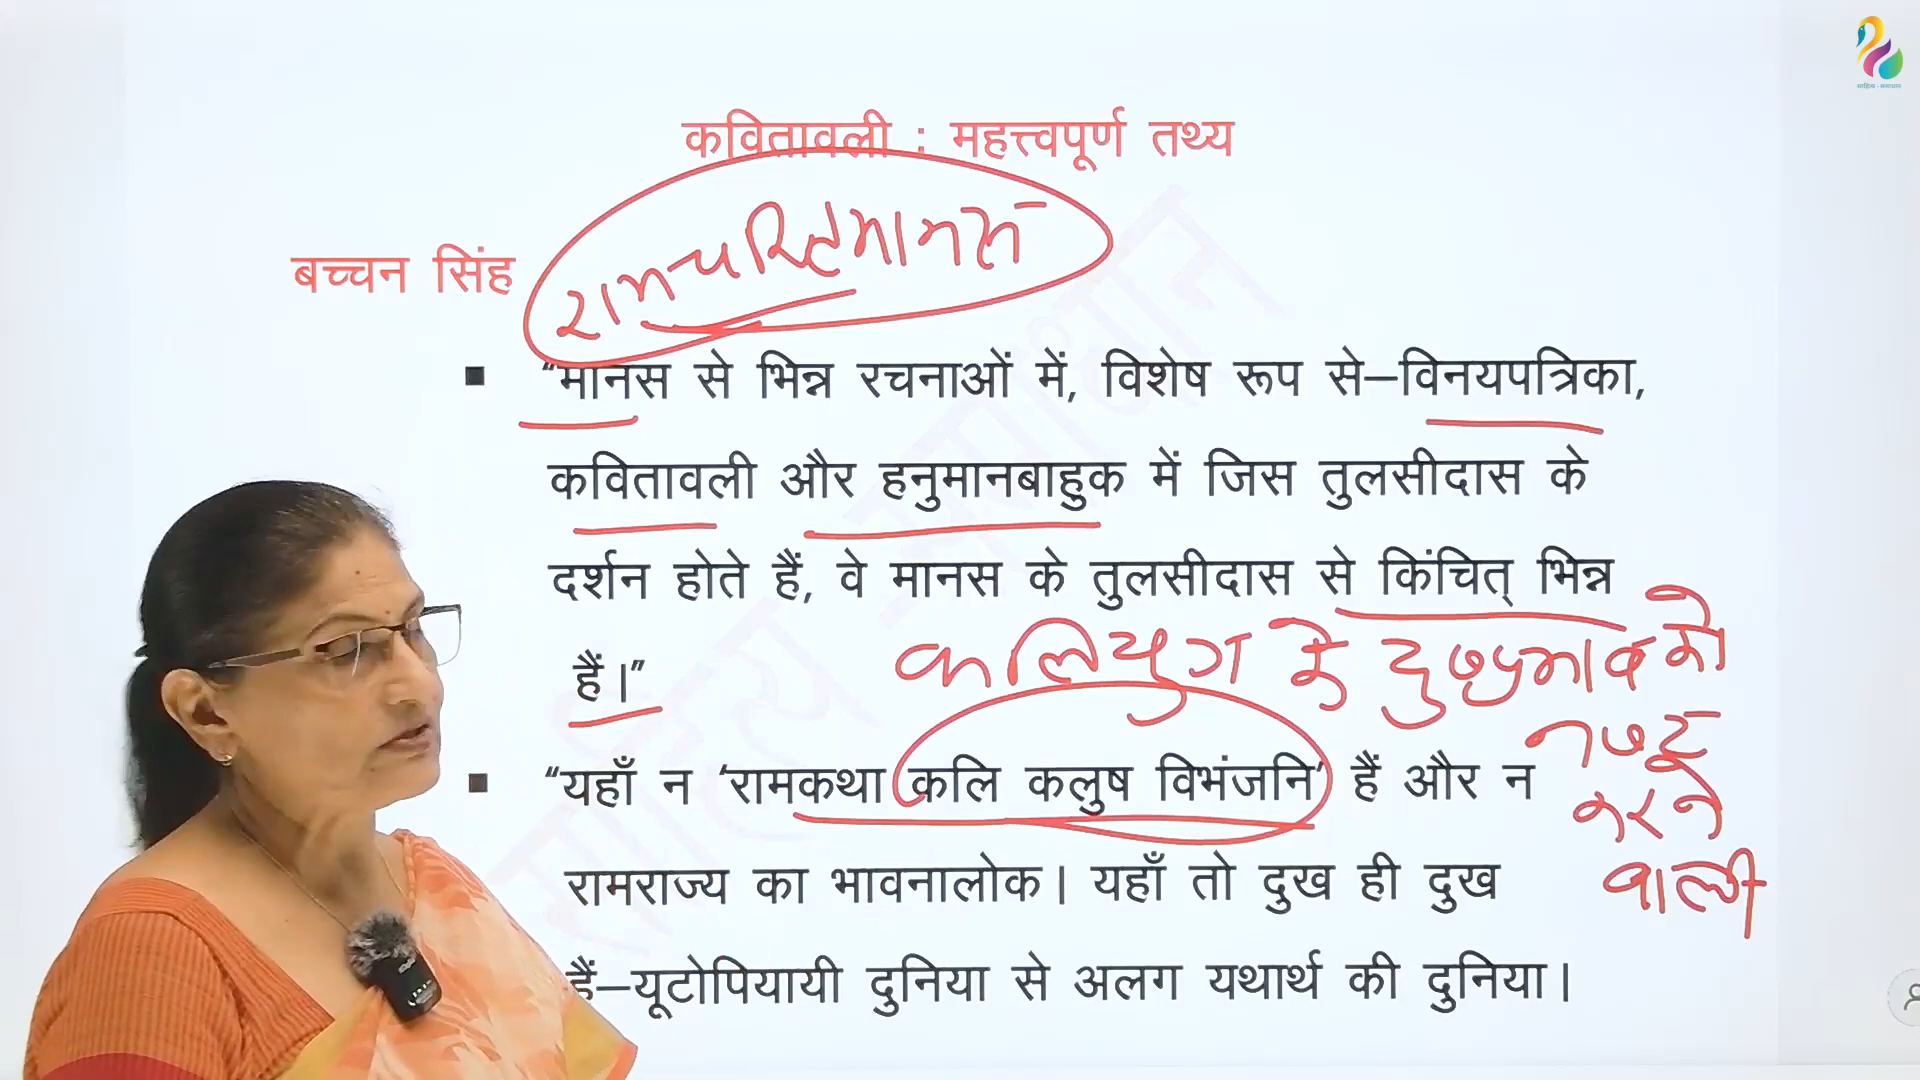 साहित्य - समाधान
कवितावली : महत्त्वपूर्ण तथ्य
रामचरितमानस
बच्चन सिंह
“मानस से भिन्न रचनाओं में, विशेष रूप से–विनयपत्रिका,
कवितावली और हनुमानबाहुक में जिस तुलसीदास के
दर्शन होते हैं, वे मानस के तुलसीदास से किंचित् भिन्न
हैं।”
कलियुग के दुष्प्रभाव को
नष्ट
करने
वाली
“यहाँ न ‘रामकथा कलि कलुष विभंजनि’ हैं और न
रामराज्य का भावनालोक। यहाँ तो दुख ही दुख
हैं–यूटोपियायी दुनिया से अलग यथार्थ की दुनिया।
साहित्य समाधान